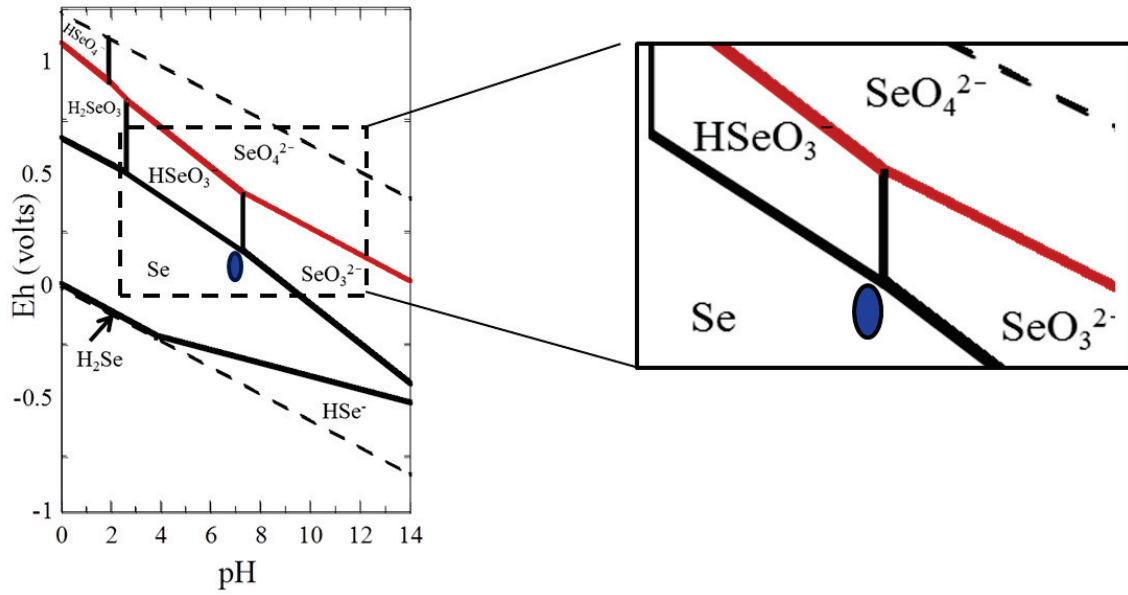 HSeO₄⁻
1
H₂SeO₃
SeO₄²⁻
0.5
HSeO₃⁻
Se
SeO₃²⁻
0
H₂Se
-0.5
HSe⁻
-1
0 2 4 6 8 10 12 14
pH
Eh (volts)
SeO₄²⁻
HSeO₃⁻
Se
SeO₃²⁻